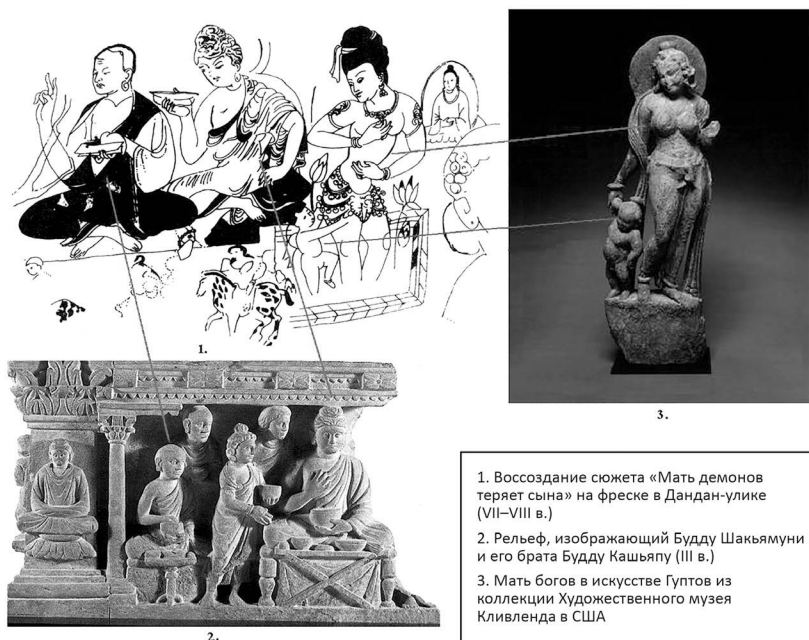 1.
3.
2.
1. Воссоздание сюжета «Мать демонов
теряет сына» на фреске в Дандан-улике
(VII–VIII в.)
2. Рельеф, изображающий Будду Шакьямуни
и его брата Будду Кашьяпу (III в.)
3. Мать богов в искусстве Гуптов из
коллекции Художественного музея
Кливленда в США